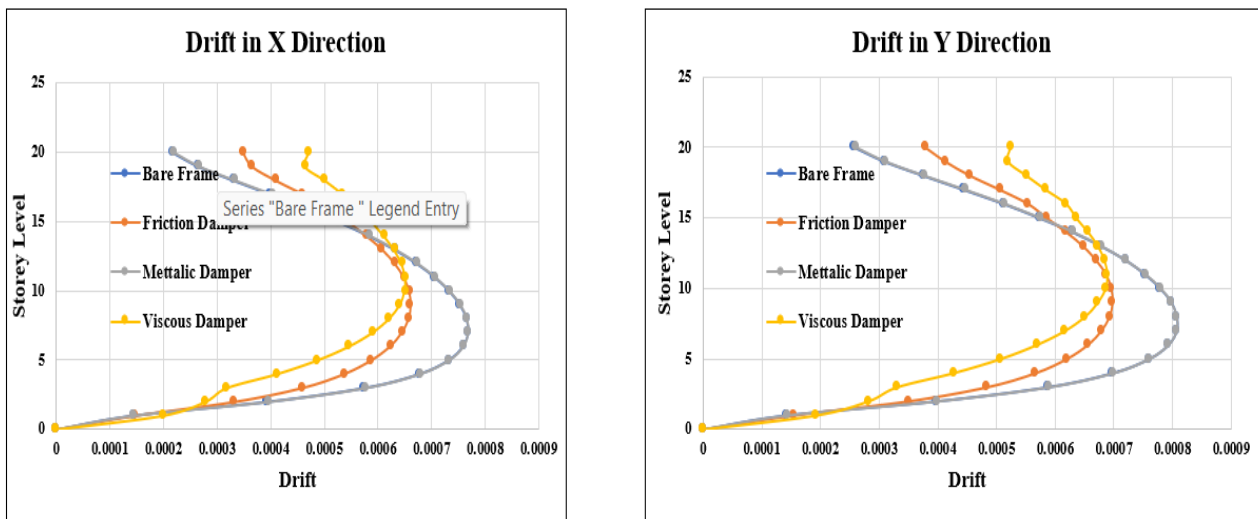 Drift in X Direction
25
20
15
10
5
0
Storey Level
Bare Frame
Friction Damper
Mettalic Damper
Viscous Damper
Series "Bare Frame " Legend Entry
0 0.0001 0.0002 0.0003 0.0004 0.0005 0.0006 0.0007 0.0008 0.0009
Drift
Drift in Y Direction
25
20
15
10
5
0
Storey Level
Bare Frame
Friction Damper
Mettalic Damper
Viscous Damper
0 0.0001 0.0002 0.0003 0.0004 0.0005 0.0006 0.0007 0.0008 0.0009
Drift